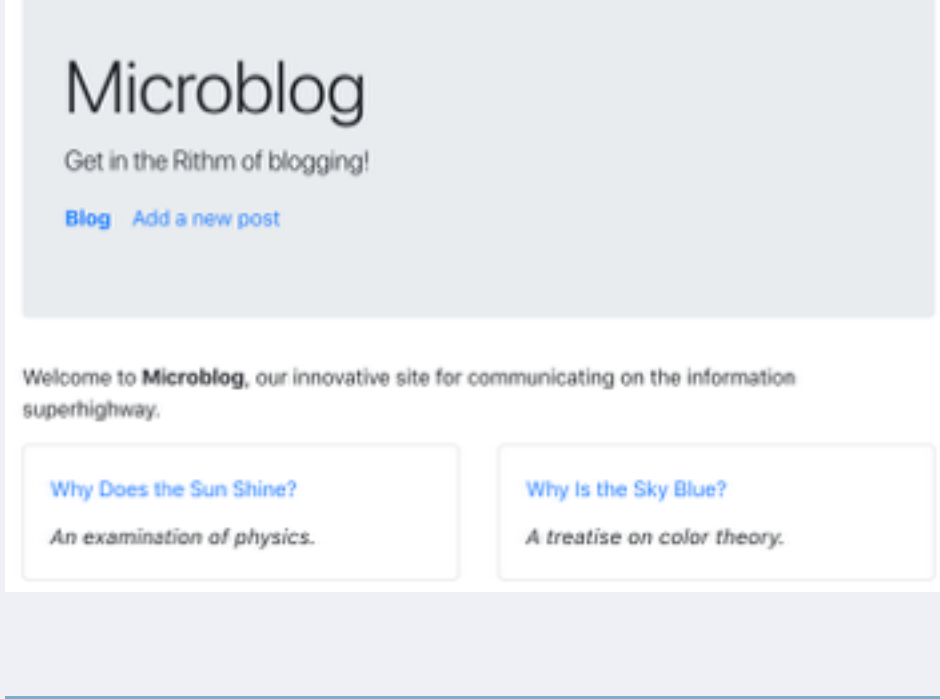 Microblog
Get in the Rithm of blogging!
Blog Add a new post
Welcome to Microblog, our innovative site for communicating on the information
superhighway.
Why Does the Sun Shine?
An examination of physics.
Why Is the Sky Blue?
A treatise on color theory.